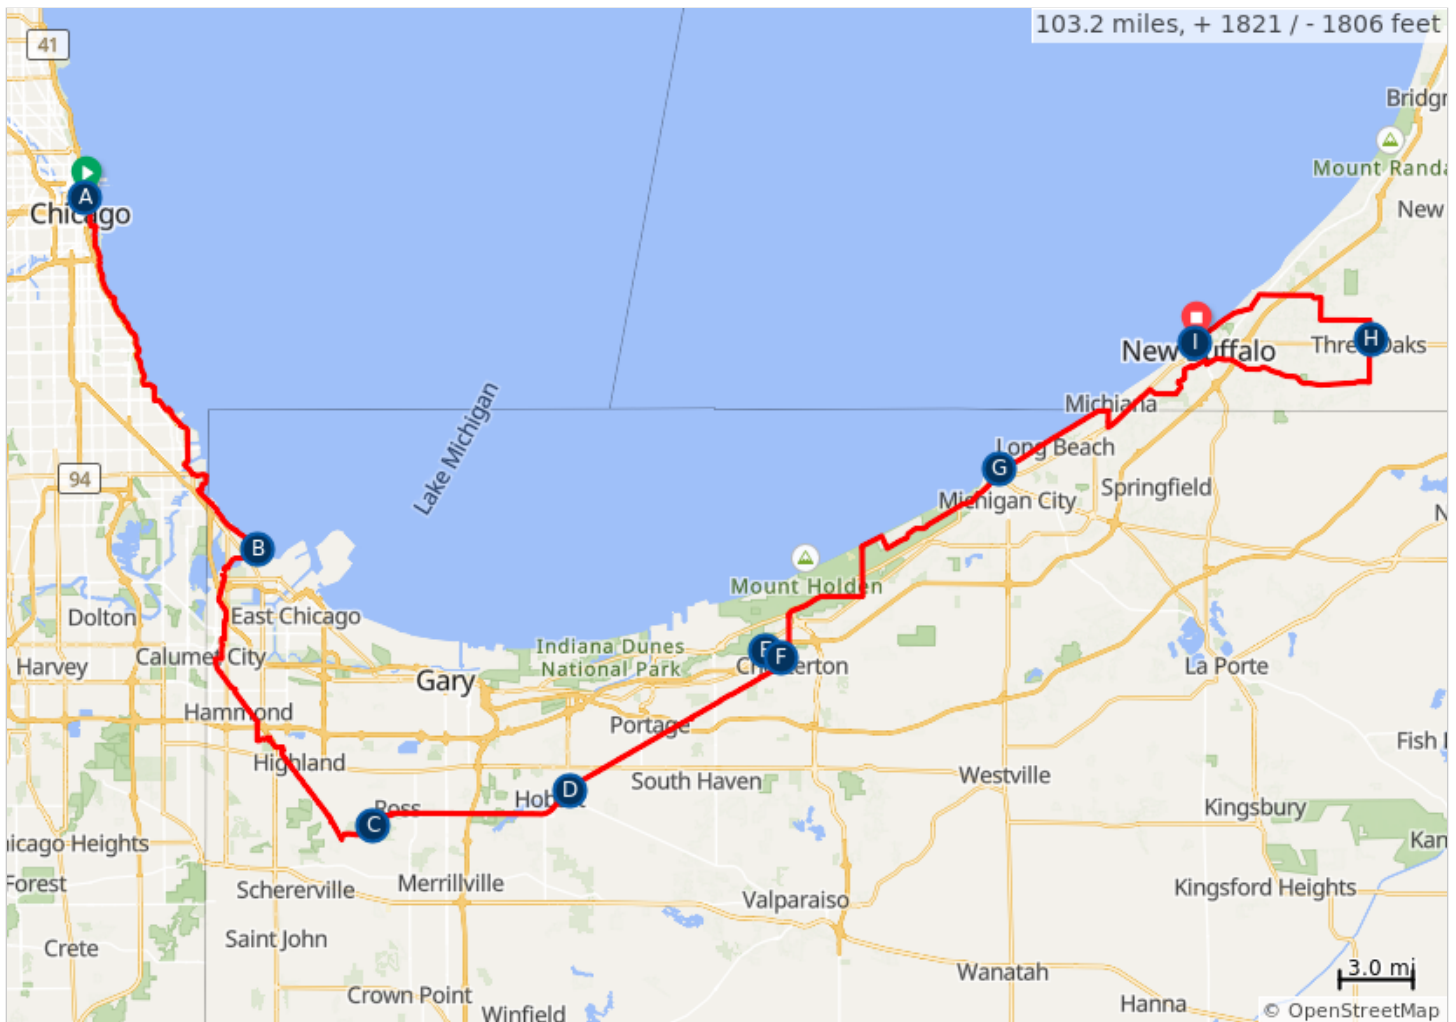 103.2 miles, + 1821 / - 1806 feet
41
Bridgr
Mount Randa
A
Chicago
New
I
H
New Buffalo
Three Oaks
Michiana
Lake Michigan
Long Beach
G
94
Michigan City
Springfield
N
B
Mount Holden
Dolton
East Chicago
Indiana Dunes
National Park
E
F
Harvey
Calumet City
Chesterton
La Porte
Gary
Hammond
Portage
Fish l
Highland
South Haven
Westville
D
Hobart
Ross
Kingsbury
C
icago Heights
Kan
Forest
Schererville
Merrillville
Kingsford Heights
Valparaiso
Saint John
Crete
3.0 mi
Wanatah
Crown Point
Hanna
Winfield
© OpenStreetMap